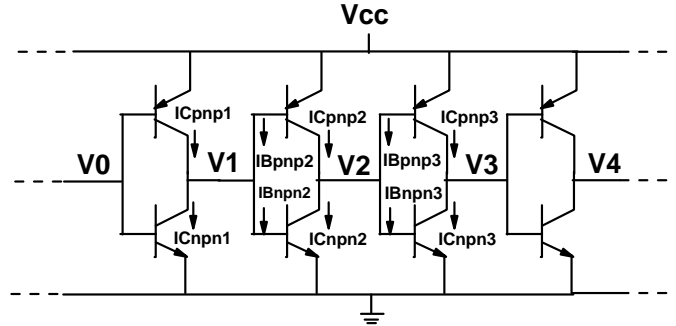 Vcc
ICpnp1 ICpnp2 ICpnp3
V0 V1 IBpnp2 V2 IBpnp3 V3 V4
IBnpn2 IBnpn3
ICnpn1 ICnpn2 ICnpn3